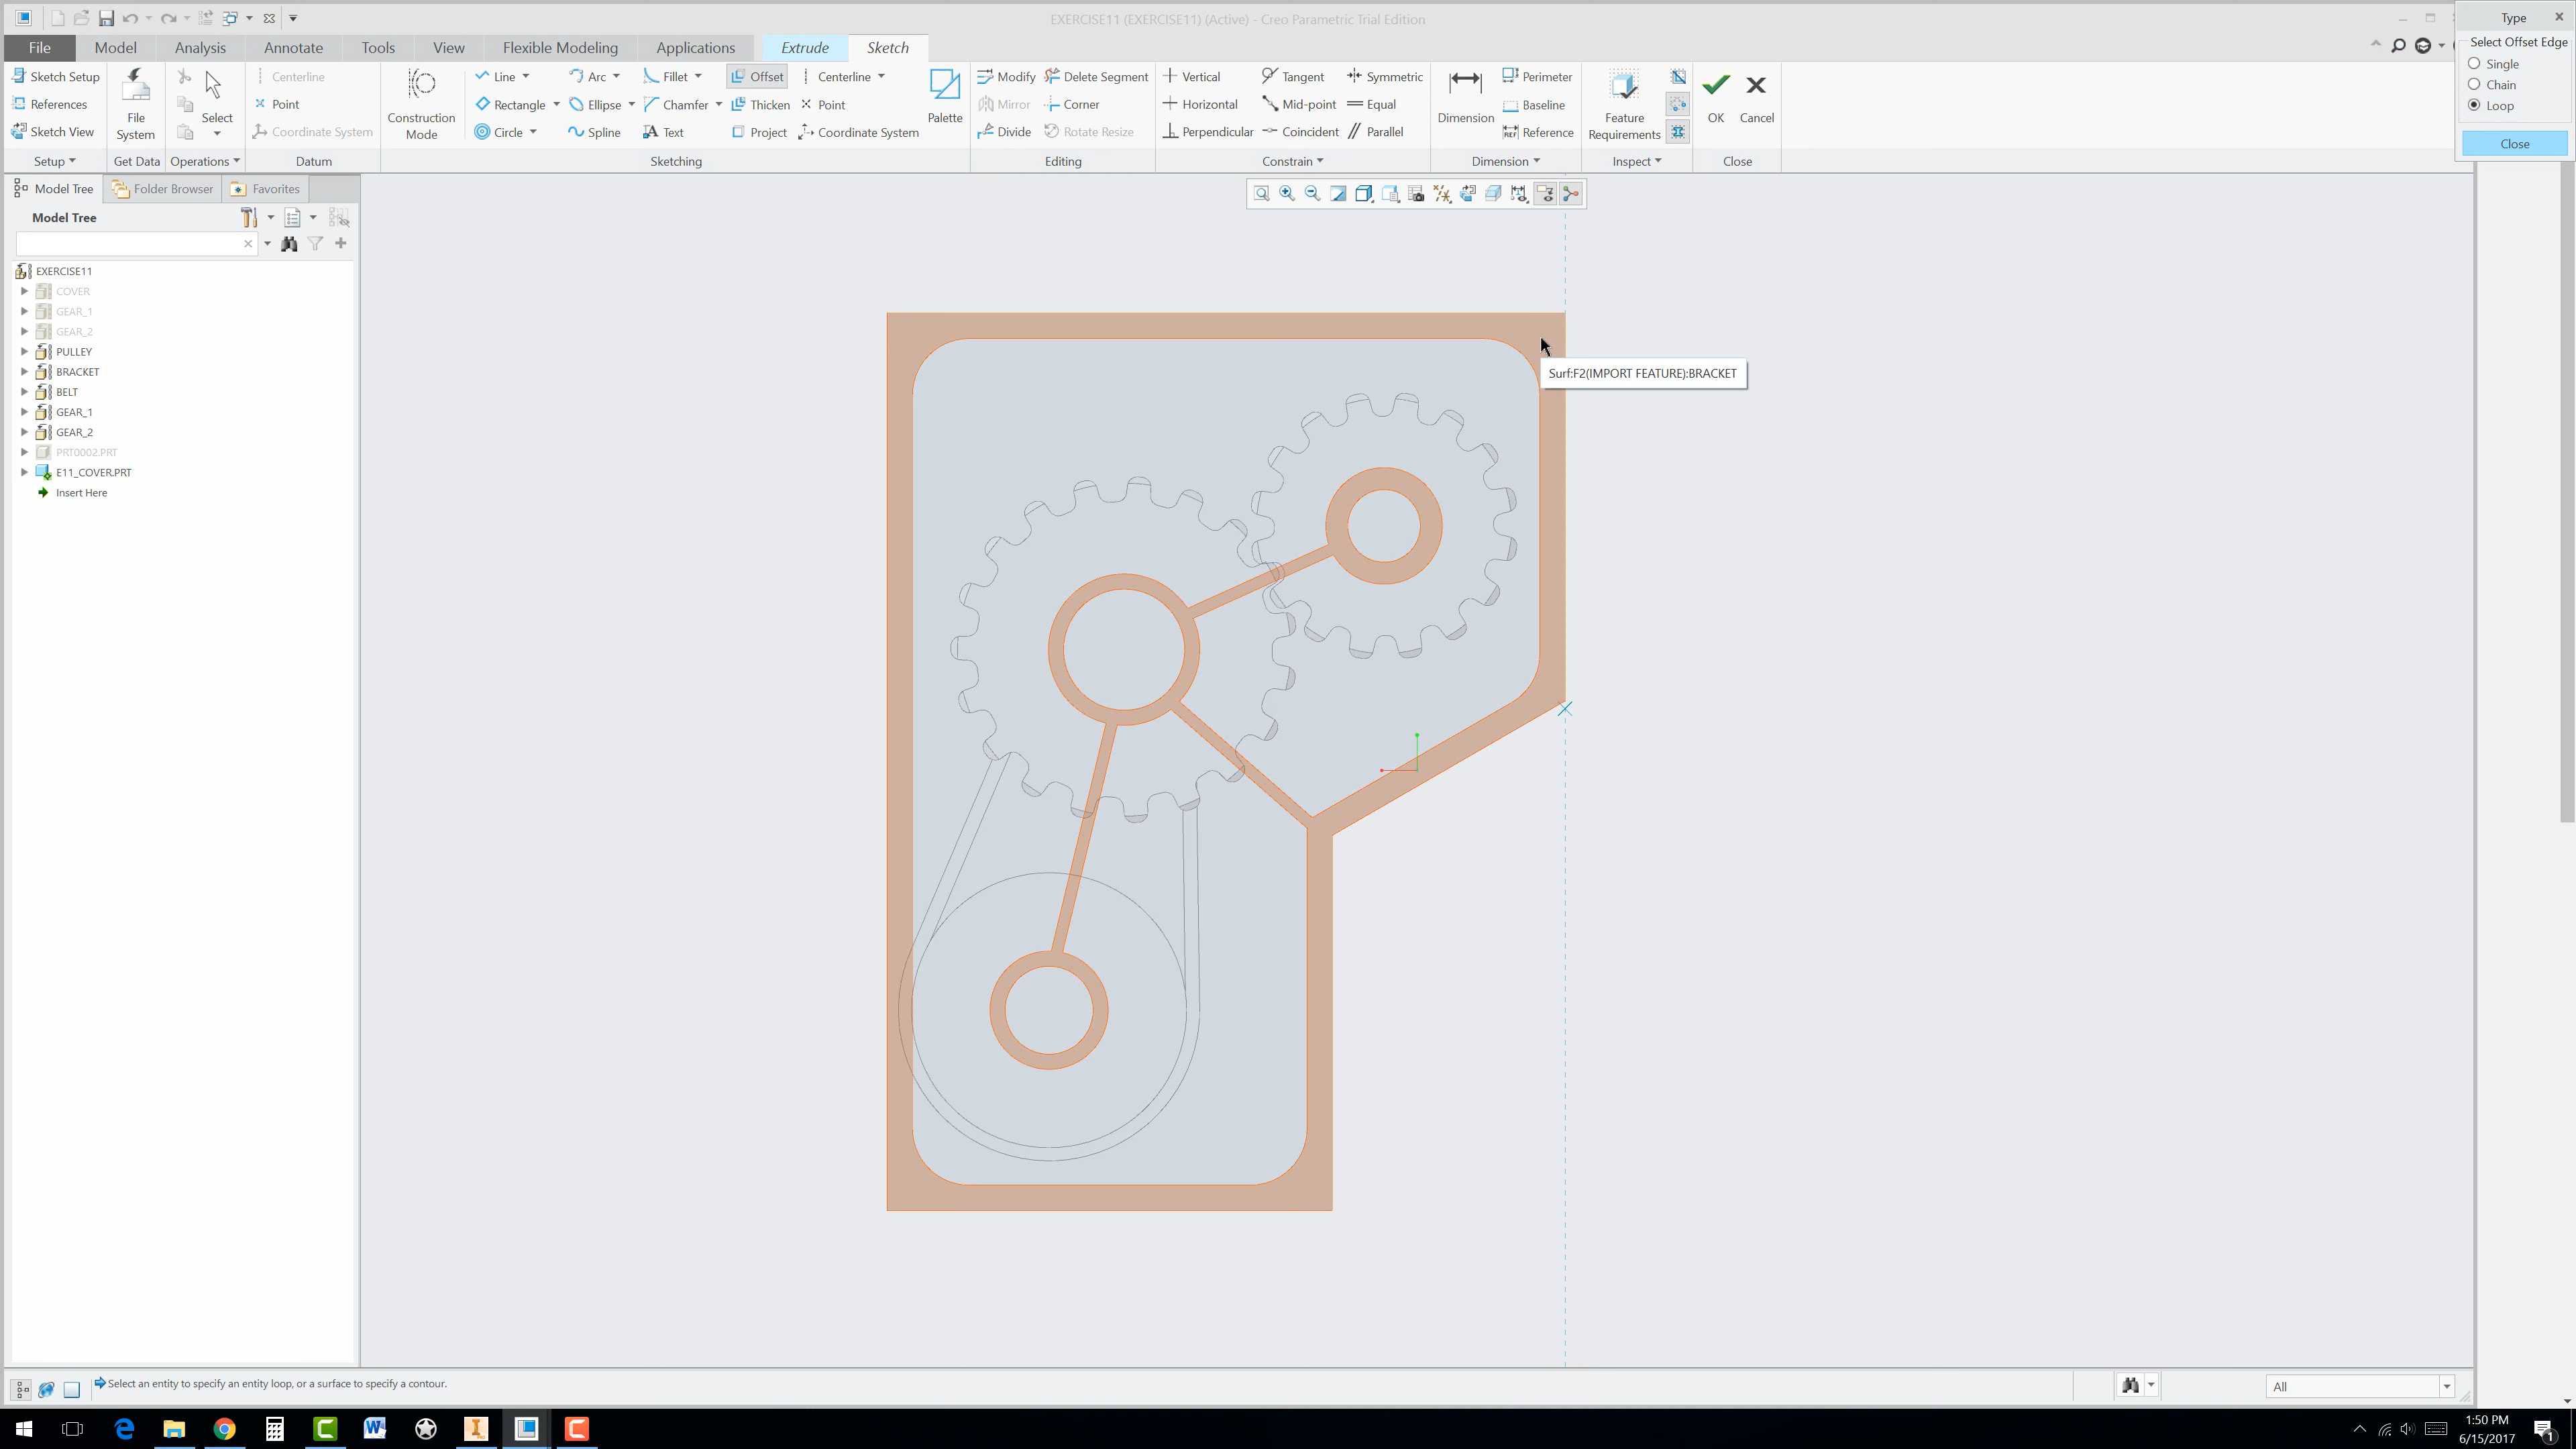 EXERCISE11 (EXERCISE11) (Active) - Creo Parametric Trial Edition
Type
File
Model
Analysis
Annotate
Tools
View
Flexible Modeling
Applications
Extrude
Sketch
Select Offset Edge
Single
Chain
Loop
Close
Sketch Setup
References
Sketch View
File System
Select
Centerline
Point
Coordinate System
Construction Mode
Line
Rectangle
Circle
Arc
Ellipse
Spline
Fillet
Chamfer
Text
Offset
Thicken
Project
Centerline
Point
Coordinate System
Palette
Modify
Mirror
Divide
Delete Segment
Corner
Rotate Resize
Vertical
Horizontal
Perpendicular
Tangent
Mid-point
Coincident
Symmetric
Equal
Parallel
Dimension
Perimeter
Baseline
Reference
Feature Requirements
OK
Cancel
Setup
Get Data
Operations
Datum
Sketching
Editing
Constrain
Dimension
Inspect
Close
Model Tree
Folder Browser
Favorites
Model Tree
EXERCISE11
COVER
GEAR_1
GEAR_2
PULLEY
BRACKET
BELT
GEAR_1
GEAR_2
PRT0002.PRT
E11_COVER.PRT
Insert Here
Surf:F2(IMPORT FEATURE):BRACKET
Select an entity to specify an entity loop, or a surface to specify a contour.
All
1:50 PM
6/15/2017
1